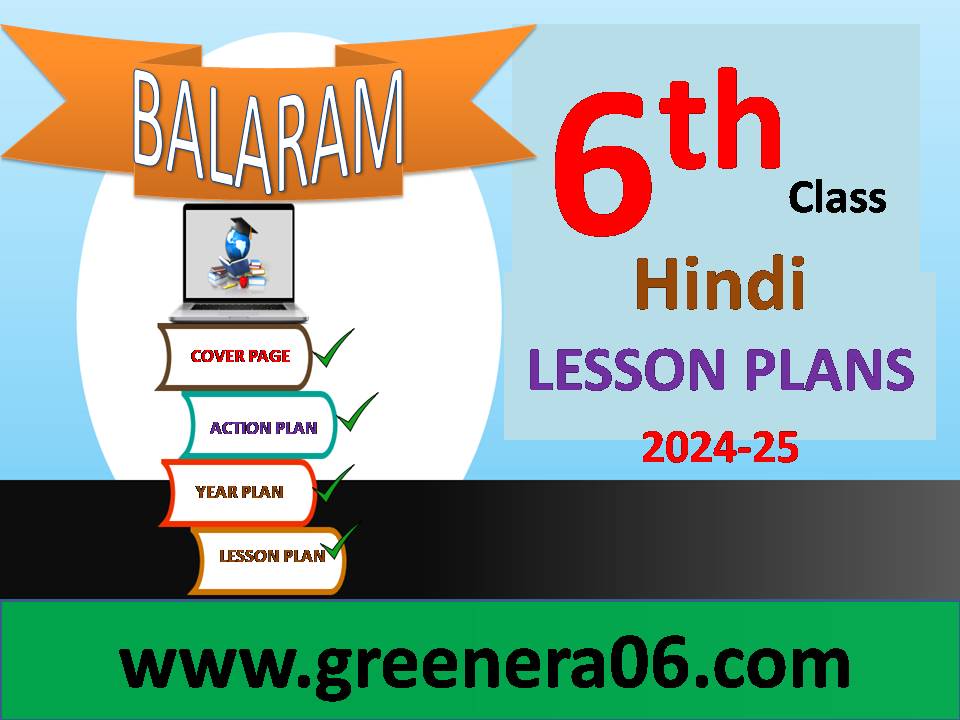 BALARAM
6th
Class
Hindi
LESSON PLANS
2024-25
COVER PAGE
ACTION PLAN
YEAR PLAN
LESSON PLAN
www.greenera06.com